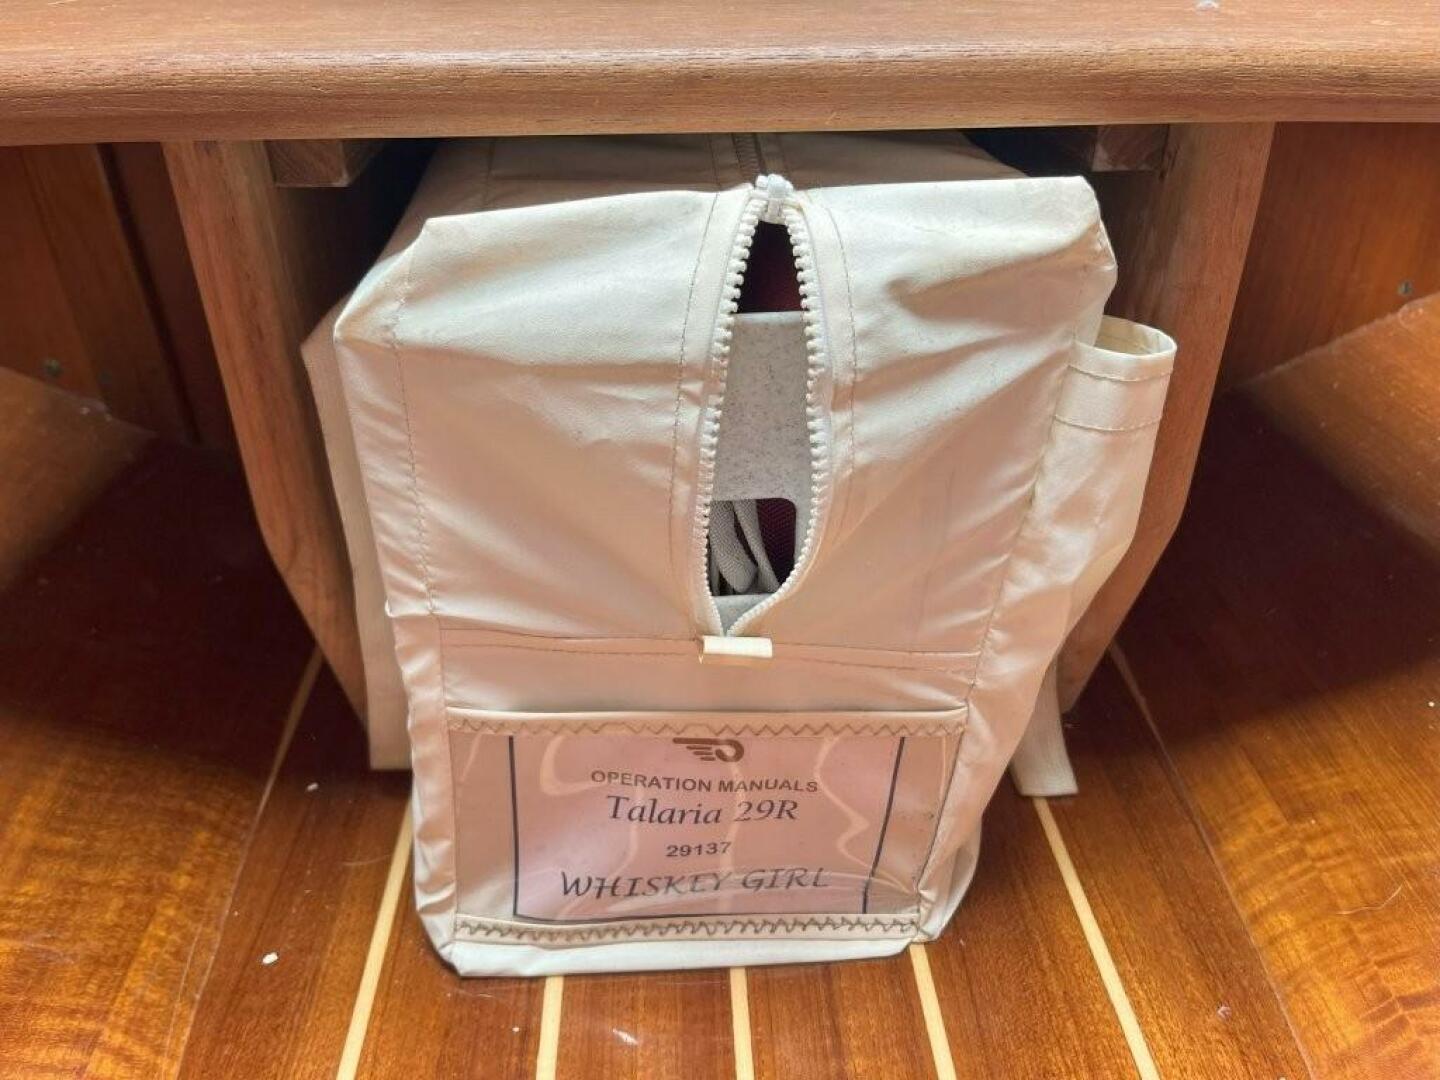 OPERATION MANUALS
Talaria 29R
29137
WHISKEY GIRL